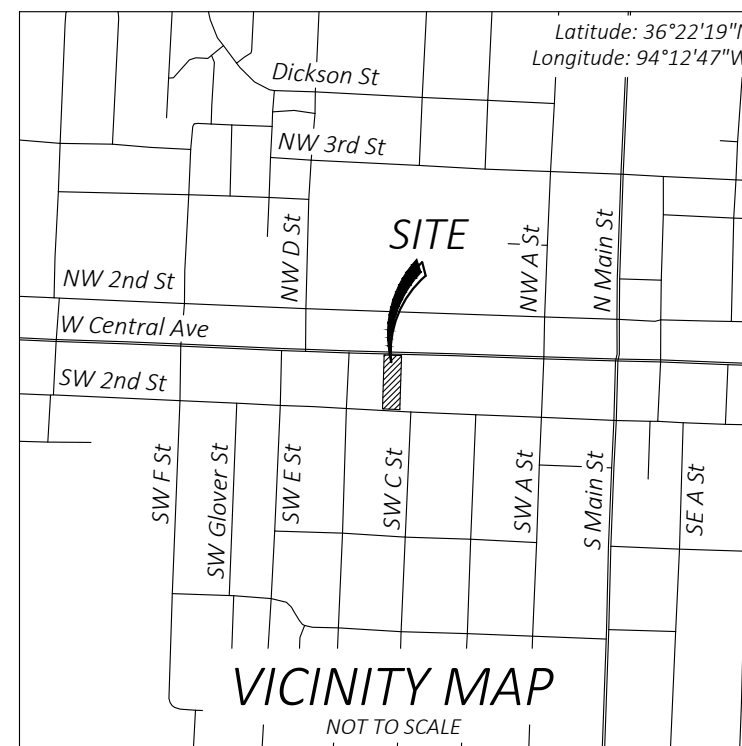 Latitude: 36°22'19"N
Longitude: 94°12'47"W
Dickson St
NW 3rd St
SITE
NW D St
NW A St
N Main St
NW 2nd St
W Central Ave
SW 2nd St
SW F St
SW Glover St
SW E St
SW C St
SW A St
S Main St
SE A St
VICINITY MAP
NOT TO SCALE